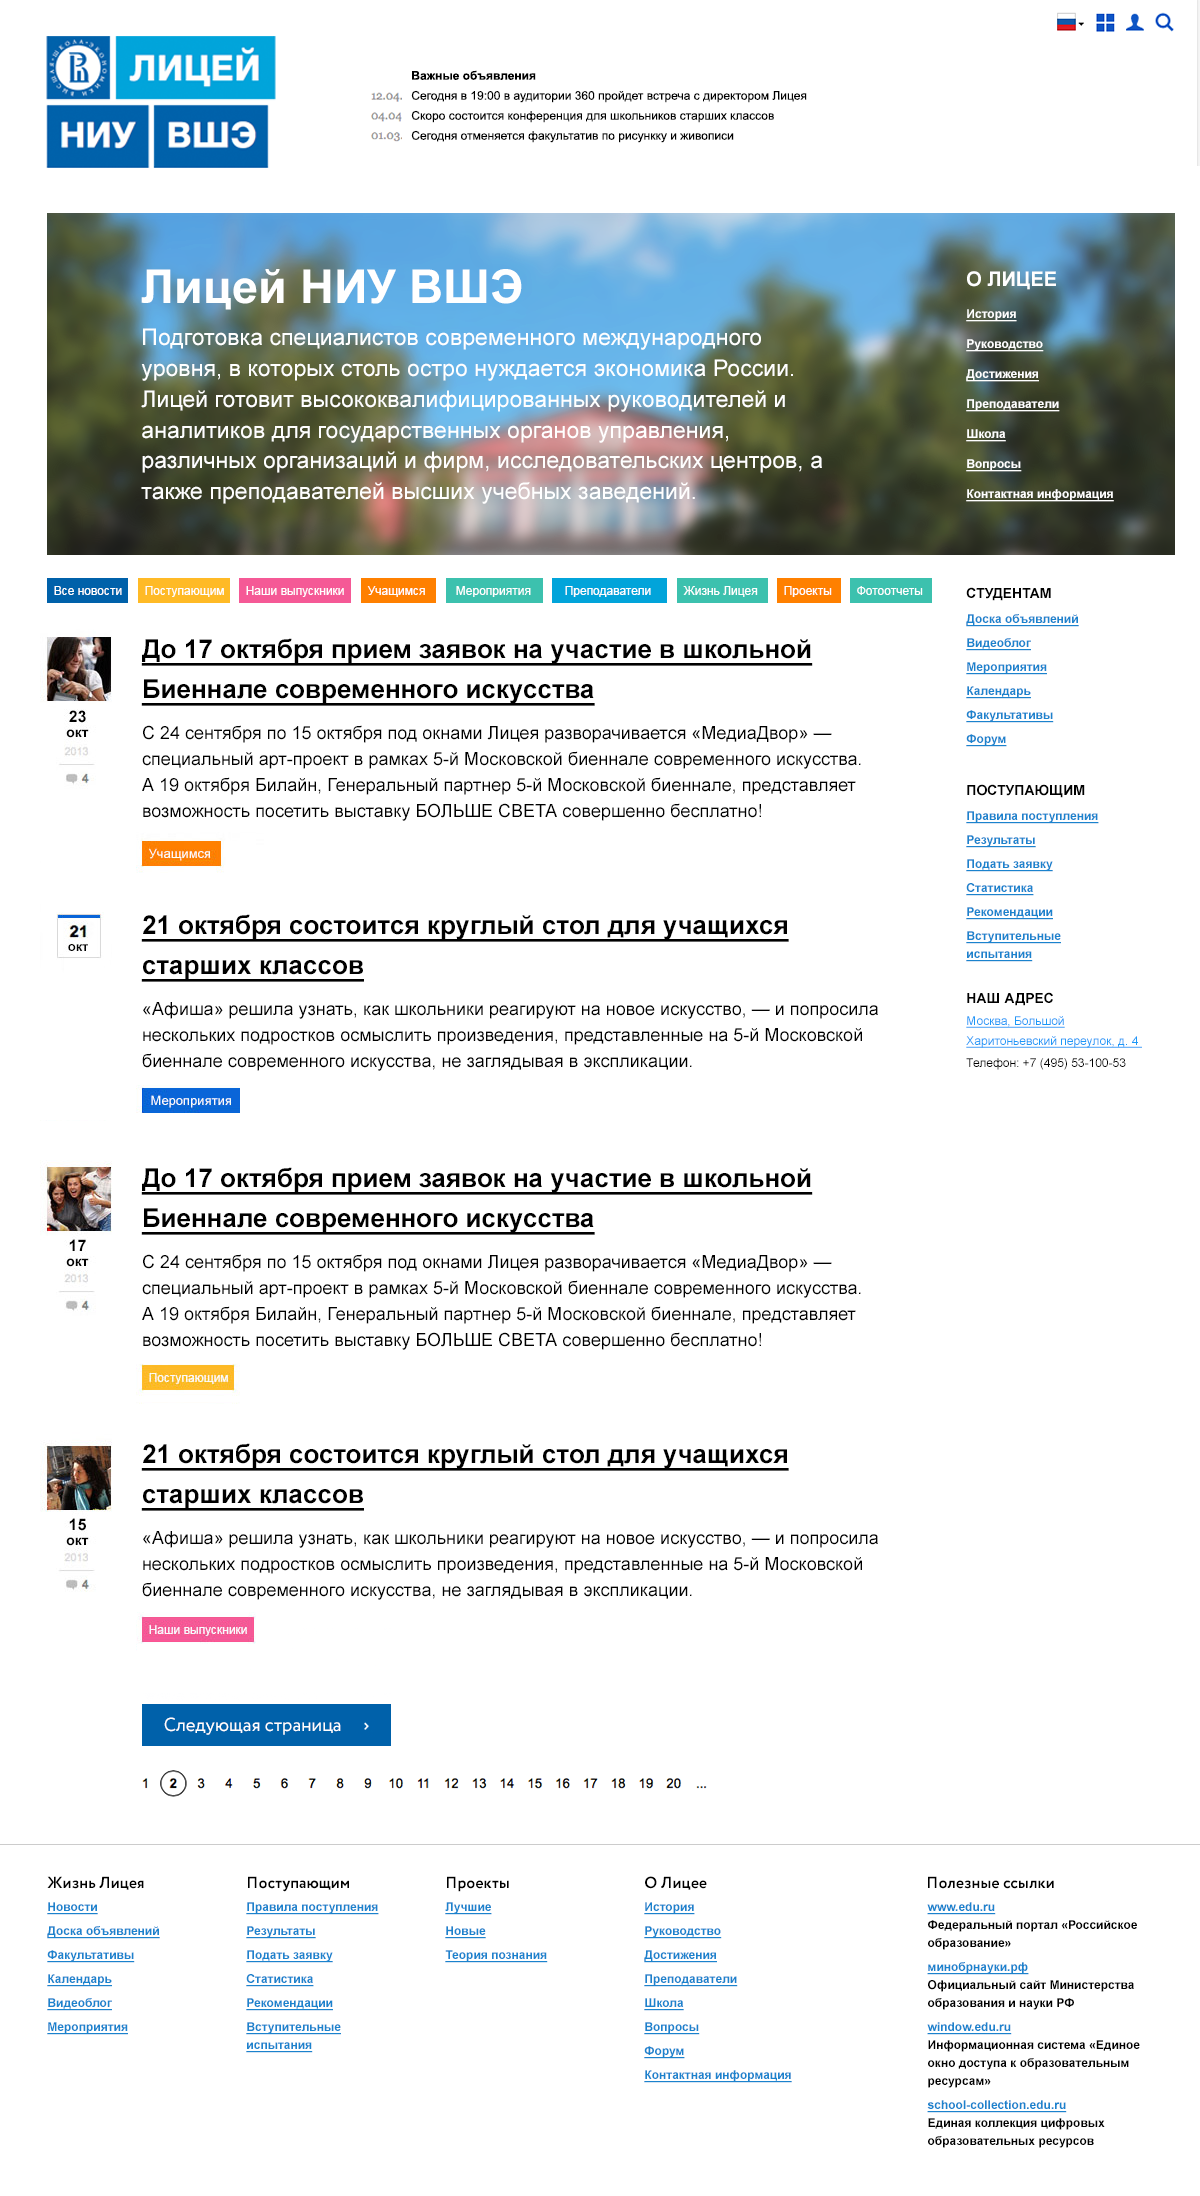 ЛИЦЕЙ
НИУ ВШЭ
Важные объявления
12.04. Сегодня в 19:00 в аудитории 360 пройдет встреча с директором Лицея
04.04 Скоро состоится конференция для школьников старших классов
01.03. Сегодня отменяется факультатив по рисункку и живописи
Лицей НИУ ВШЭ
Подготовка специалистов современного международного
уровня, в которых столь остро нуждается экономика России.
Лицей готовит высококвалифицированных руководителей и
аналитиков для государственных органов управления,
различных организаций и фирм, исследовательских центров, а
также преподавателей высших учебных заведений.
О ЛИЦЕЕ
История
Руководство
Достижения
Преподаватели
Школа
Вопросы
Контактная информация
Все новости Поступающим Наши выпускники Учащимся Мероприятия Преподаватели Жизнь Лицея Проекты Фотоотчеты
До 17 октября прием заявок на участие в школьной
Биеннале современного искусства
23
окт
2013
4
С 24 сентября по 15 октября под окнами Лицея разворачивается «МедиаДвор» —
специальный арт-проект в рамках 5-й Московской биеннале современного искусства.
А 19 октября Билайн, Генеральный партнер 5-й Московской биеннале, представляет
возможность посетить выставку БОЛЬШЕ СВЕТА совершенно бесплатно!
Учащимся
21
окт
21 октября состоится круглый стол для учащихся
старших классов
«Афиша» решила узнать, как школьники реагируют на новое искусство, — и попросила
нескольких подростков осмыслить произведения, представленные на 5-й Московской
биеннале современного искусства, не заглядывая в экспликации.
Мероприятия
До 17 октября прием заявок на участие в школьной
Биеннале современного искусства
17
окт
2013
4
С 24 сентября по 15 октября под окнами Лицея разворачивается «МедиаДвор» —
специальный арт-проект в рамках 5-й Московской биеннале современного искусства.
А 19 октября Билайн, Генеральный партнер 5-й Московской биеннале, представляет
возможность посетить выставку БОЛЬШЕ СВЕТА совершенно бесплатно!
Поступающим
21 октября состоится круглый стол для учащихся
старших классов
15
окт
2013
4
«Афиша» решила узнать, как школьники реагируют на новое искусство, — и попросила
нескольких подростков осмыслить произведения, представленные на 5-й Московской
биеннале современного искусства, не заглядывая в экспликации.
Наши выпускники
СТУДЕНТАМ
Доска объявлений
Видеоблог
Мероприятия
Календарь
Факультативы
Форум
ПОСТУПАЮЩИМ
Правила поступления
Результаты
Подать заявку
Статистика
Рекомендации
Вступительные
испытания
НАШ АДРЕС
Москва, Большой
Харитоньевский переулок, д. 4
Телефон: +7 (495) 53-100-53
Следующая страница ›
1 2 3 4 5 6 7 8 9 10 11 12 13 14 15 16 17 18 19 20 ...
Жизнь Лицея
Новости
Доска объявлений
Факультативы
Календарь
Видеоблог
Мероприятия
Поступающим
Правила поступления
Результаты
Подать заявку
Статистика
Рекомендации
Вступительные
испытания
Проекты
Лучшие
Новые
Теория познания
О Лицее
История
Руководство
Достижения
Преподаватели
Школа
Вопросы
Форум
Контактная информация
Полезные ссылки
www.edu.ru
Федеральный портал «Российское
образование»
минобрнауки.рф
Официальный сайт Министерства
образования и науки РФ
window.edu.ru
Информационная система «Единое
окно доступа к образовательным
ресурсам»
school-collection.edu.ru
Единая коллекция цифровых
образовательных ресурсов